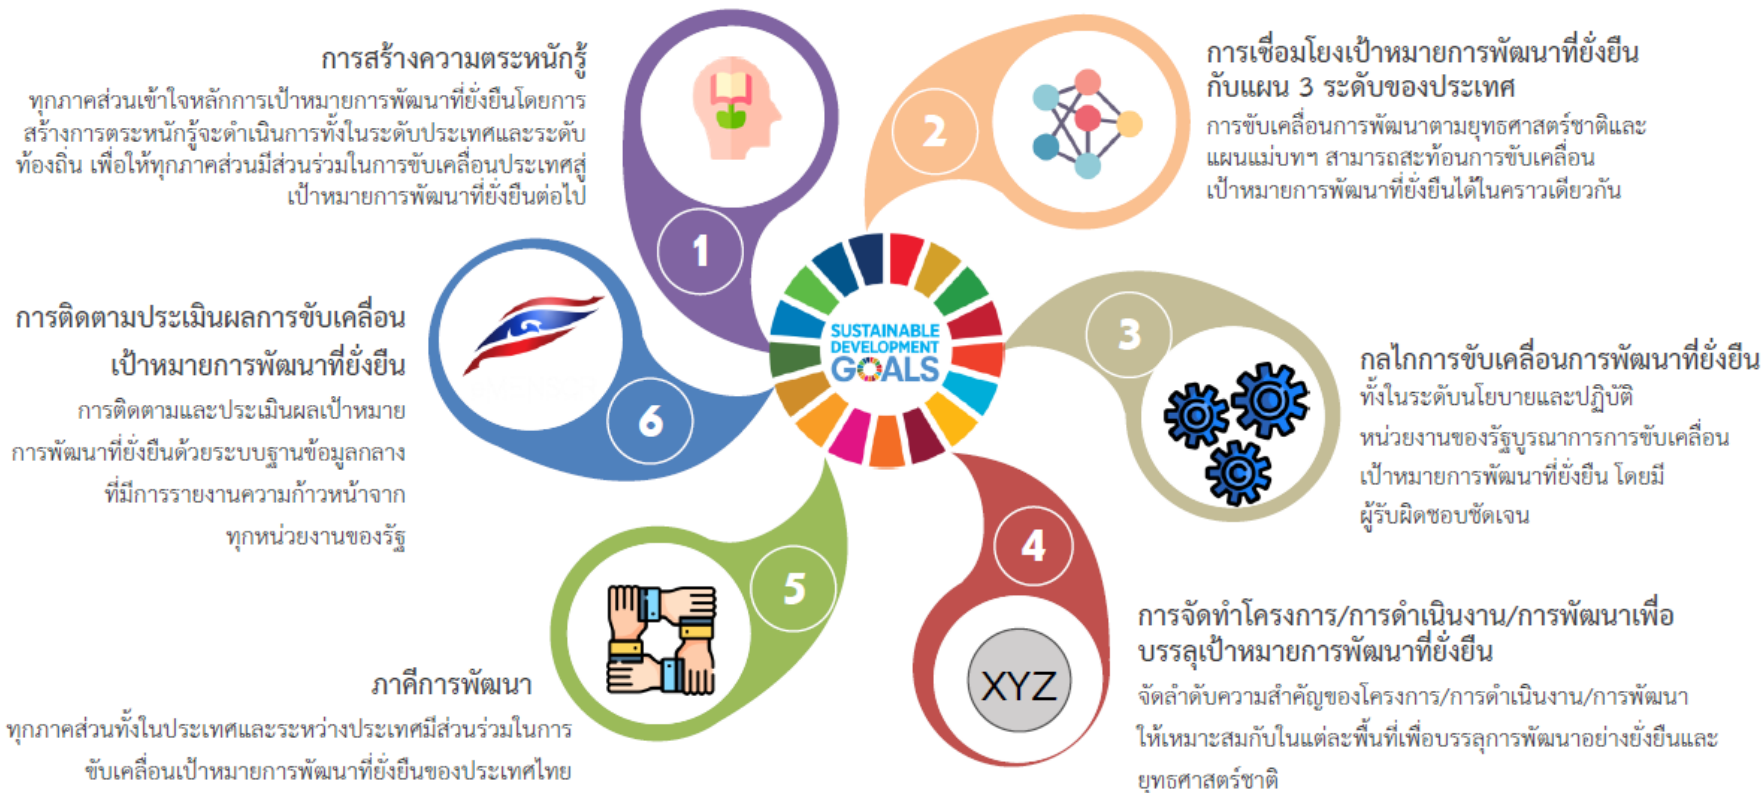 การสร้างความตระหนักรู้
ทุกภาคส่วนเข้าใจหลักการเป้าหมายการพัฒนาที่ยั่งยืนโดยการ
สร้างการตระหนักรู้จะดำเนินการทั้งในระดับประเทศและระดับ
ท้องถิ่น เพื่อให้ทุกภาคส่วนมีส่วนร่วมในการขับเคลื่อนประเทศสู่
เป้าหมายการพัฒนาที่ยั่งยืนต่อไป
1
2
การเชื่อมโยงเป้าหมายการพัฒนาที่ยั่งยืน
กับแผน 3 ระดับของประเทศ
การขับเคลื่อนการพัฒนาตามยุทธศาสตร์ชาติและ
แผนแม่บทฯ สามารถสะท้อนการขับเคลื่อน
เป้าหมายการพัฒนาที่ยั่งยืนได้ในคราวเดียวกัน
SUSTAINABLE
DEVELOPMENT
GOALS
3
กลไกการขับเคลื่อนการพัฒนาที่ยั่งยืน
ทั้งในระดับนโยบายและปฏิบัติ
หน่วยงานของรัฐบูรณาการการขับเคลื่อน
เป้าหมายการพัฒนาที่ยั่งยืน โดยมี
ผู้รับผิดชอบชัดเจน
4
XYZ
การจัดทำโครงการ/การดำเนินงาน/การพัฒนาเพื่อ
บรรลุเป้าหมายการพัฒนาที่ยั่งยืน
จัดลำดับความสำคัญของโครงการ/การดำเนินงาน/การพัฒนา
ให้เหมาะสมกับในแต่ละพื้นที่เพื่อบรรลุการพัฒนาอย่างยั่งยืนและ
ยุทธศาสตร์ชาติ
5
ภาคีการพัฒนา
ทุกภาคส่วนทั้งในประเทศและระหว่างประเทศมีส่วนร่วมในการ
ขับเคลื่อนเป้าหมายการพัฒนาที่ยั่งยืนของประเทศไทย
6
การติดตามประเมินผลการขับเคลื่อน
เป้าหมายการพัฒนาที่ยั่งยืน
การติดตามและประเมินผลเป้าหมาย
การพัฒนาที่ยั่งยืนด้วยระบบฐานข้อมูลกลาง
ที่มีการรายงานความก้าวหน้าจาก
ทุกหน่วยงานของรัฐ